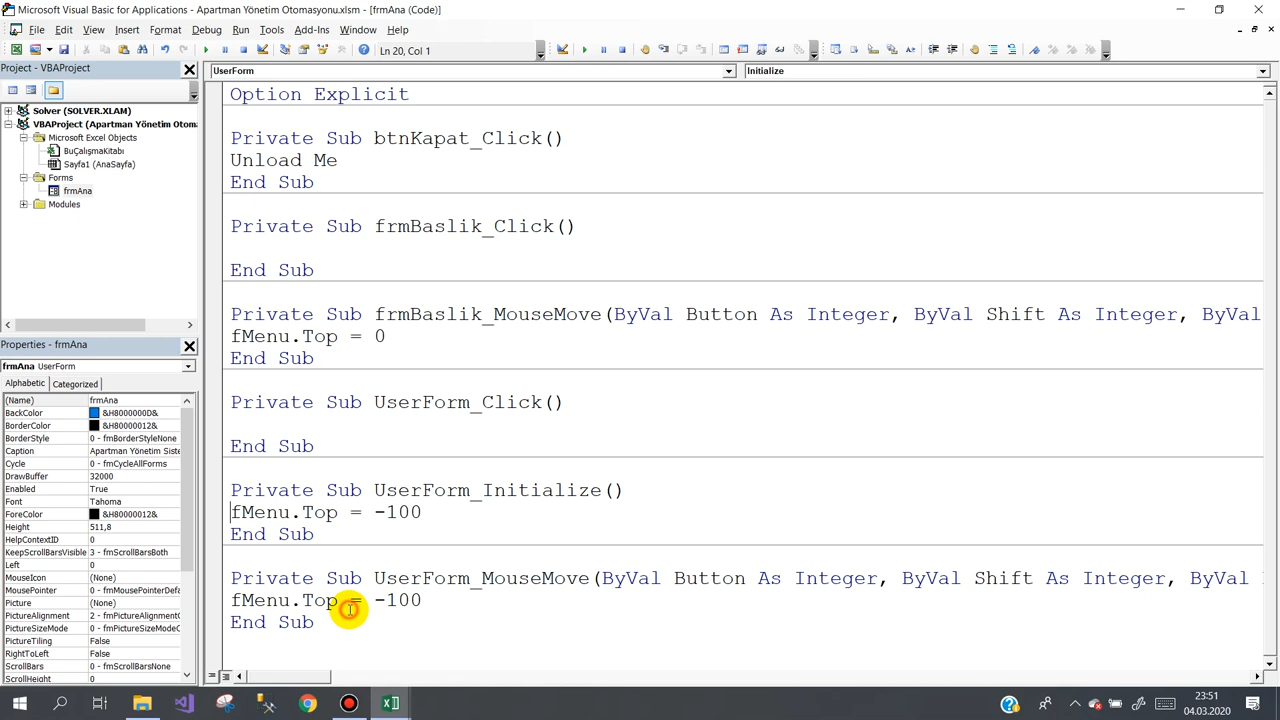 Microsoft Visual Basic for Applications - Apartman Yönetim Otomasyonu.xlsm - [frmAna (Code)]
File Edit View Insert Format Debug Run Tools Add-Ins Window Help
Ln 20, Col 1
Project - VBAProject
Solver (SOLVER.XLAM)
VBAProject (Apartman Yönetim Otom
Microsoft Excel Objects
BuÇalışmaKitabı
Sayfa1 (AnaSayfa)
Forms
frmAna
Modules
Properties - frmAna
frmAna UserForm
Alphabetic Categorized
(Name) frmAna
BackColor &H8000000D&
BorderColor &H80000012&
BorderStyle 0 - fmBorderStyleNone
Caption Apartman Yönetim Siste
Cycle 0 - fmCycleAllForms
DrawBuffer 32000
Enabled True
Font Tahoma
ForeColor &H80000012&
Height 511,8
HelpContextID 0
KeepScrollBarsVisible 3 - fmScrollBarsBoth
Left 0
MouseIcon (None)
MousePointer 0 - fmMousePointerDefa
Picture (None)
PictureAlignment 2 - fmPictureAlignmentC
PictureSizeMode 0 - fmPictureSizeModeC
PictureTiling False
RightToLeft False
ScrollBars 0 - fmScrollBarsNone
ScrollHeight 0
UserForm Initialize
Option Explicit
Private Sub btnKapat_Click()
Unload Me
End Sub
Private Sub frmBaslik_Click()
End Sub
Private Sub frmBaslik_MouseMove(ByVal Button As Integer, ByVal Shift As Integer, ByVal
fMenu.Top = 0
End Sub
Private Sub UserForm_Click()
End Sub
Private Sub UserForm_Initialize()
fMenu.Top = -100
End Sub
Private Sub UserForm_MouseMove(ByVal Button As Integer, ByVal Shift As Integer, ByVal
fMenu.Top = -100
End Sub
23:51
04.03.2020